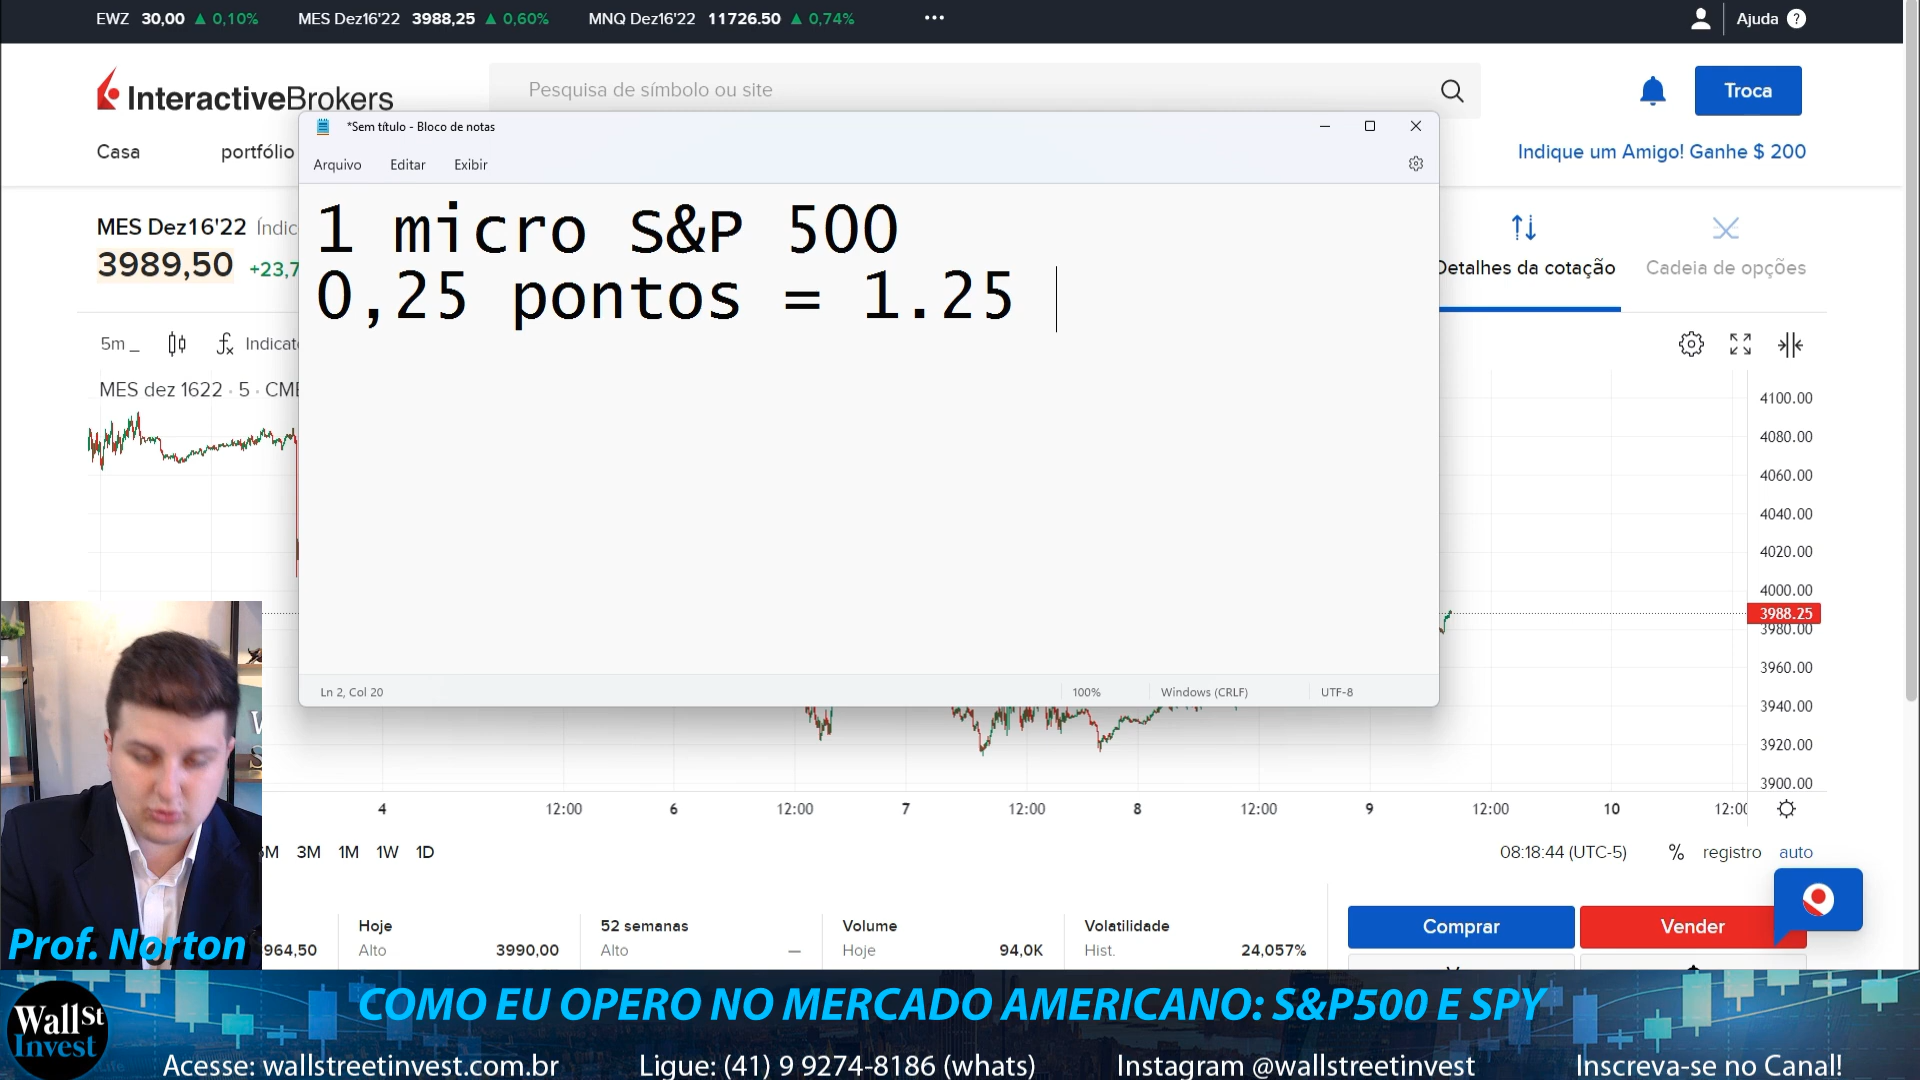 EWZ 30,00 ▲ 0,10% MES Dez16'22 3988,25 ▲ 0,60% MNQ Dez16'22 11726.50 ▲ 0,74% ••• Ajuda ?
InteractiveBrokers
Pesquisa de símbolo ou site
Troca
Casa
portfólio
Indique um Amigo! Ganhe $ 200
*Sem título - Bloco de notas
Arquivo Editar Exibir
1 micro S&P 500
0,25 pontos = 1.25
Ln 2, Col 20
100%
Windows (CRLF)
UTF-8
MES Dez16'22 Índic
3989,50 +23,7
Detalhes da cotação
Cadeia de opções
5m
Indicat
MES dez 1622 · 5 · CME
4100.00
4080.00
4060.00
4040.00
4020.00
4000.00
3988.25
3980.00
3960.00
3940.00
3920.00
3900.00
4 12:00 6 12:00 7 12:00 8 12:00 9 12:00 10 12:00
3M 1M 1W 1D
08:18:44 (UTC-5) % registro auto
964,50
Hoje
Alto 3990,00
52 semanas
Alto —
Volume
Hoje 94,0K
Volatilidade
Hist. 24,057%
Comprar
Vender
Prof. Norton
Wall St
Invest
COMO EU OPERO NO MERCADO AMERICANO: S&P500 E SPY
Acesse: wallstreetinvest.com.br Ligue: (41) 9 9274-8186 (whats) Instagram @wallstreetinvest Inscreva-se no Canal!